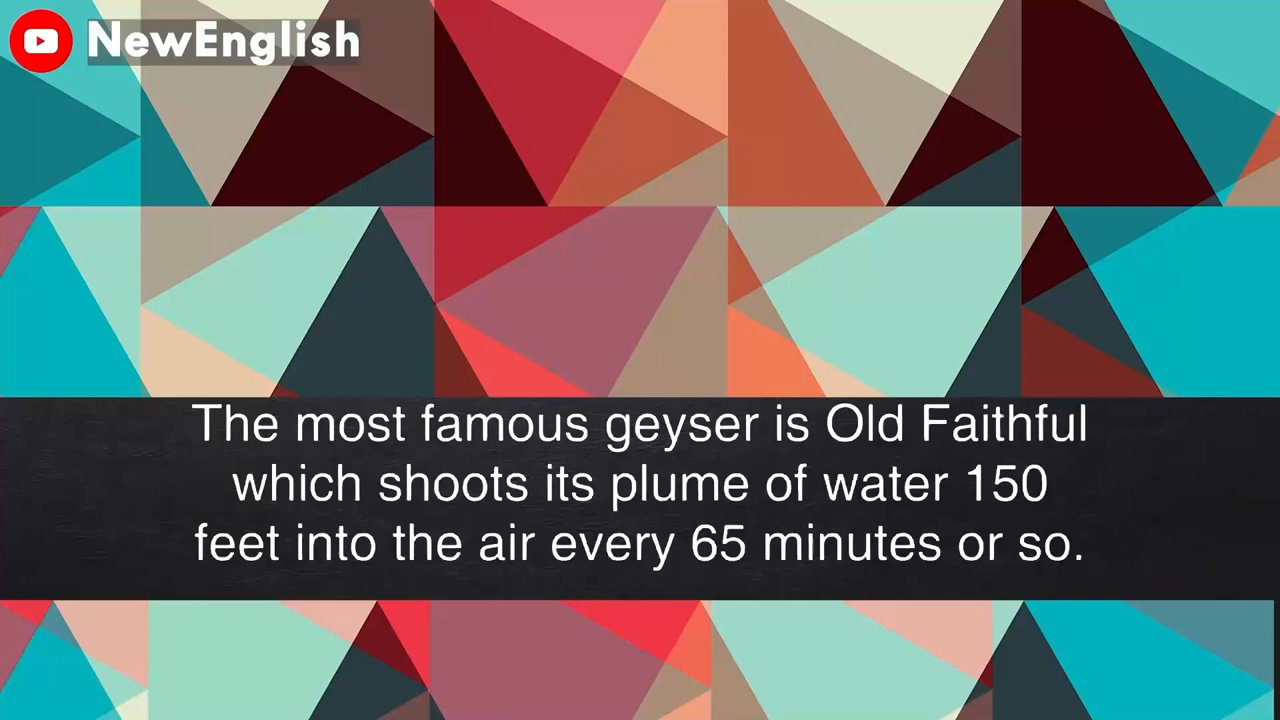 NewEnglish
The most famous geyser is Old Faithful
which shoots its plume of water 150
feet into the air every 65 minutes or so.